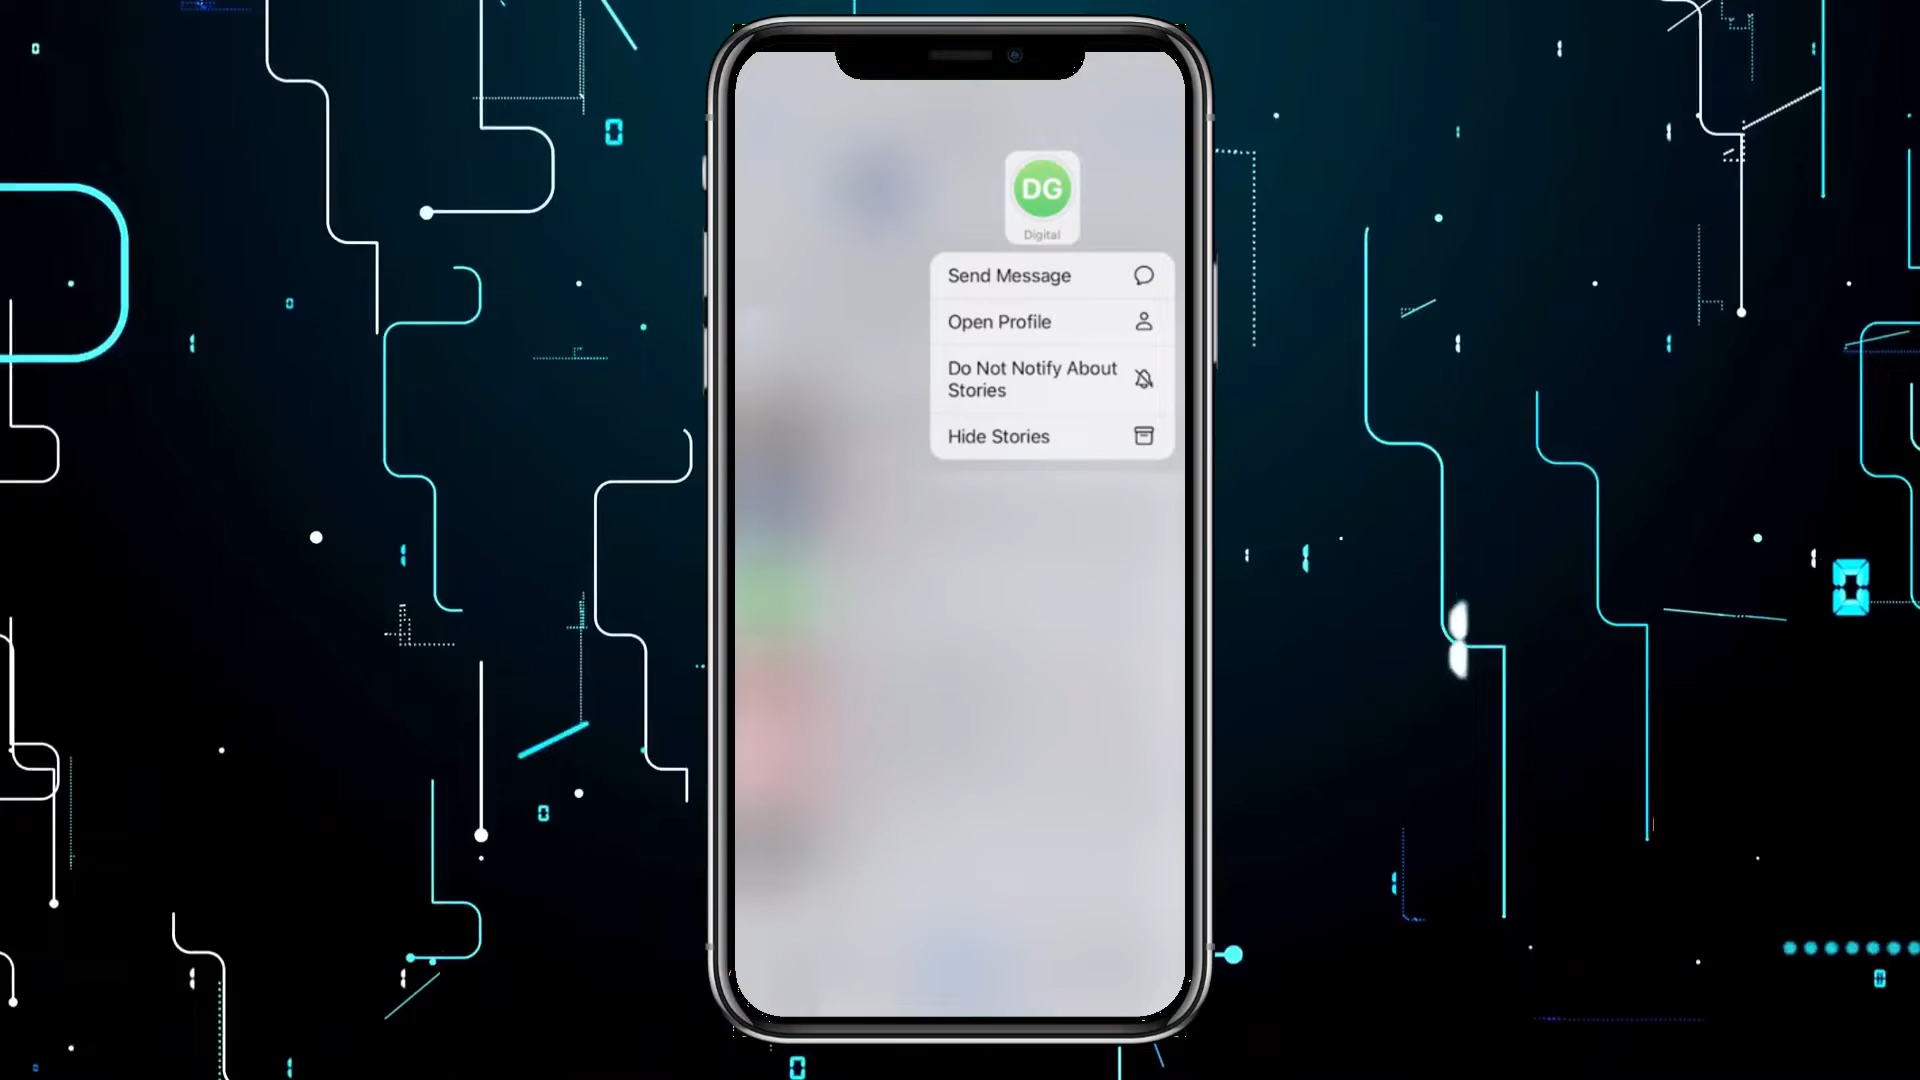 DG
Digital
Send Message
Open Profile
Do Not Notify About
Stories
Hide Stories